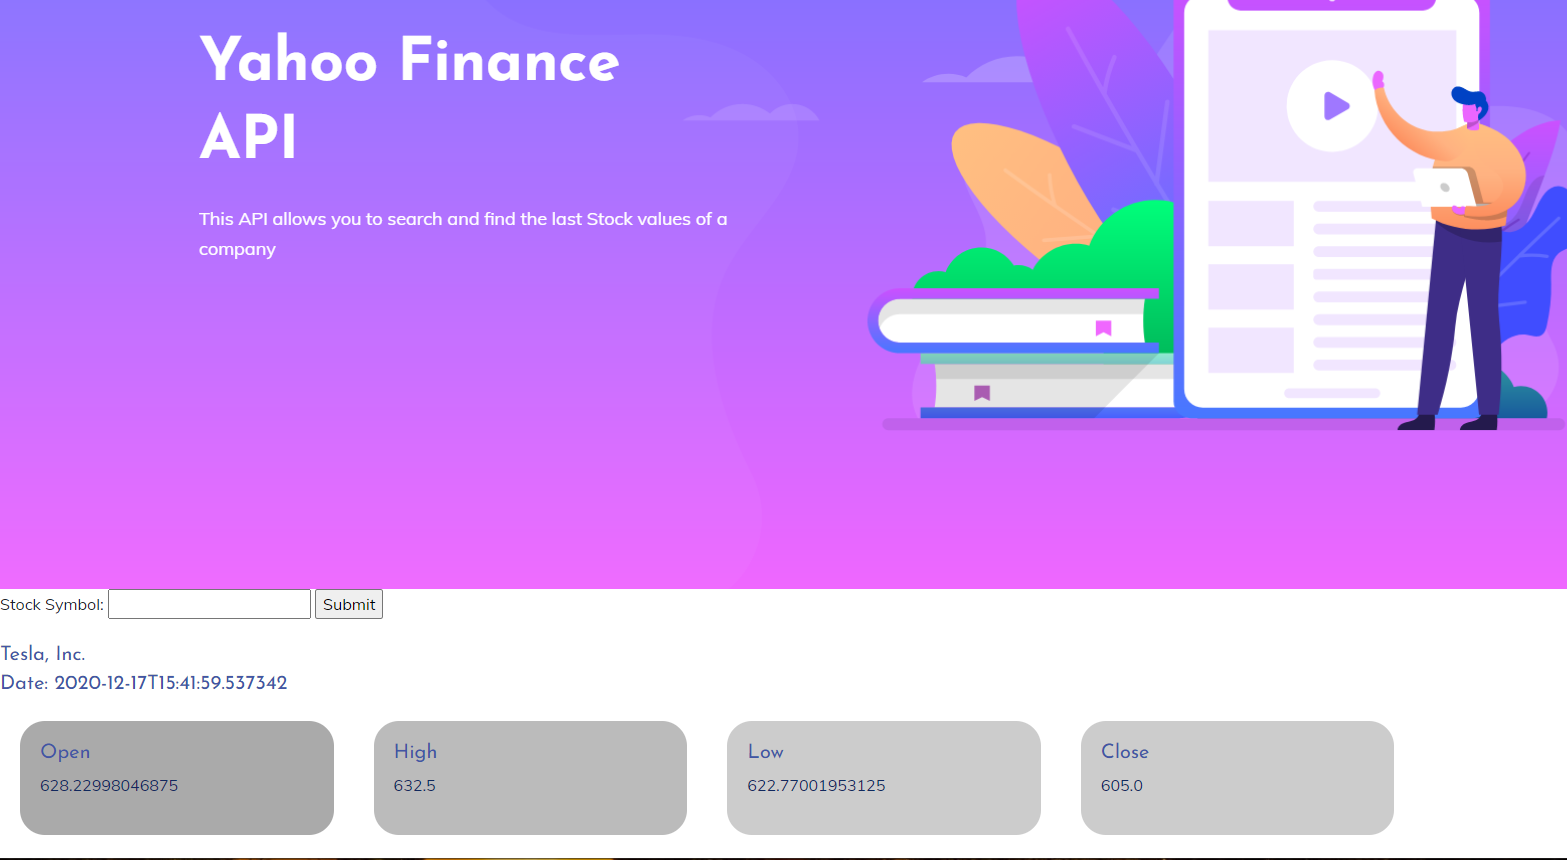 Yahoo Finance
API
This API allows you to search and find the last Stock values of a
company
Stock Symbol: Submit
Tesla, Inc.
Date: 2020-12-17T15:41:59.537342
Open
628.22998046875
High
632.5
Low
622.77001953125
Close
605.0